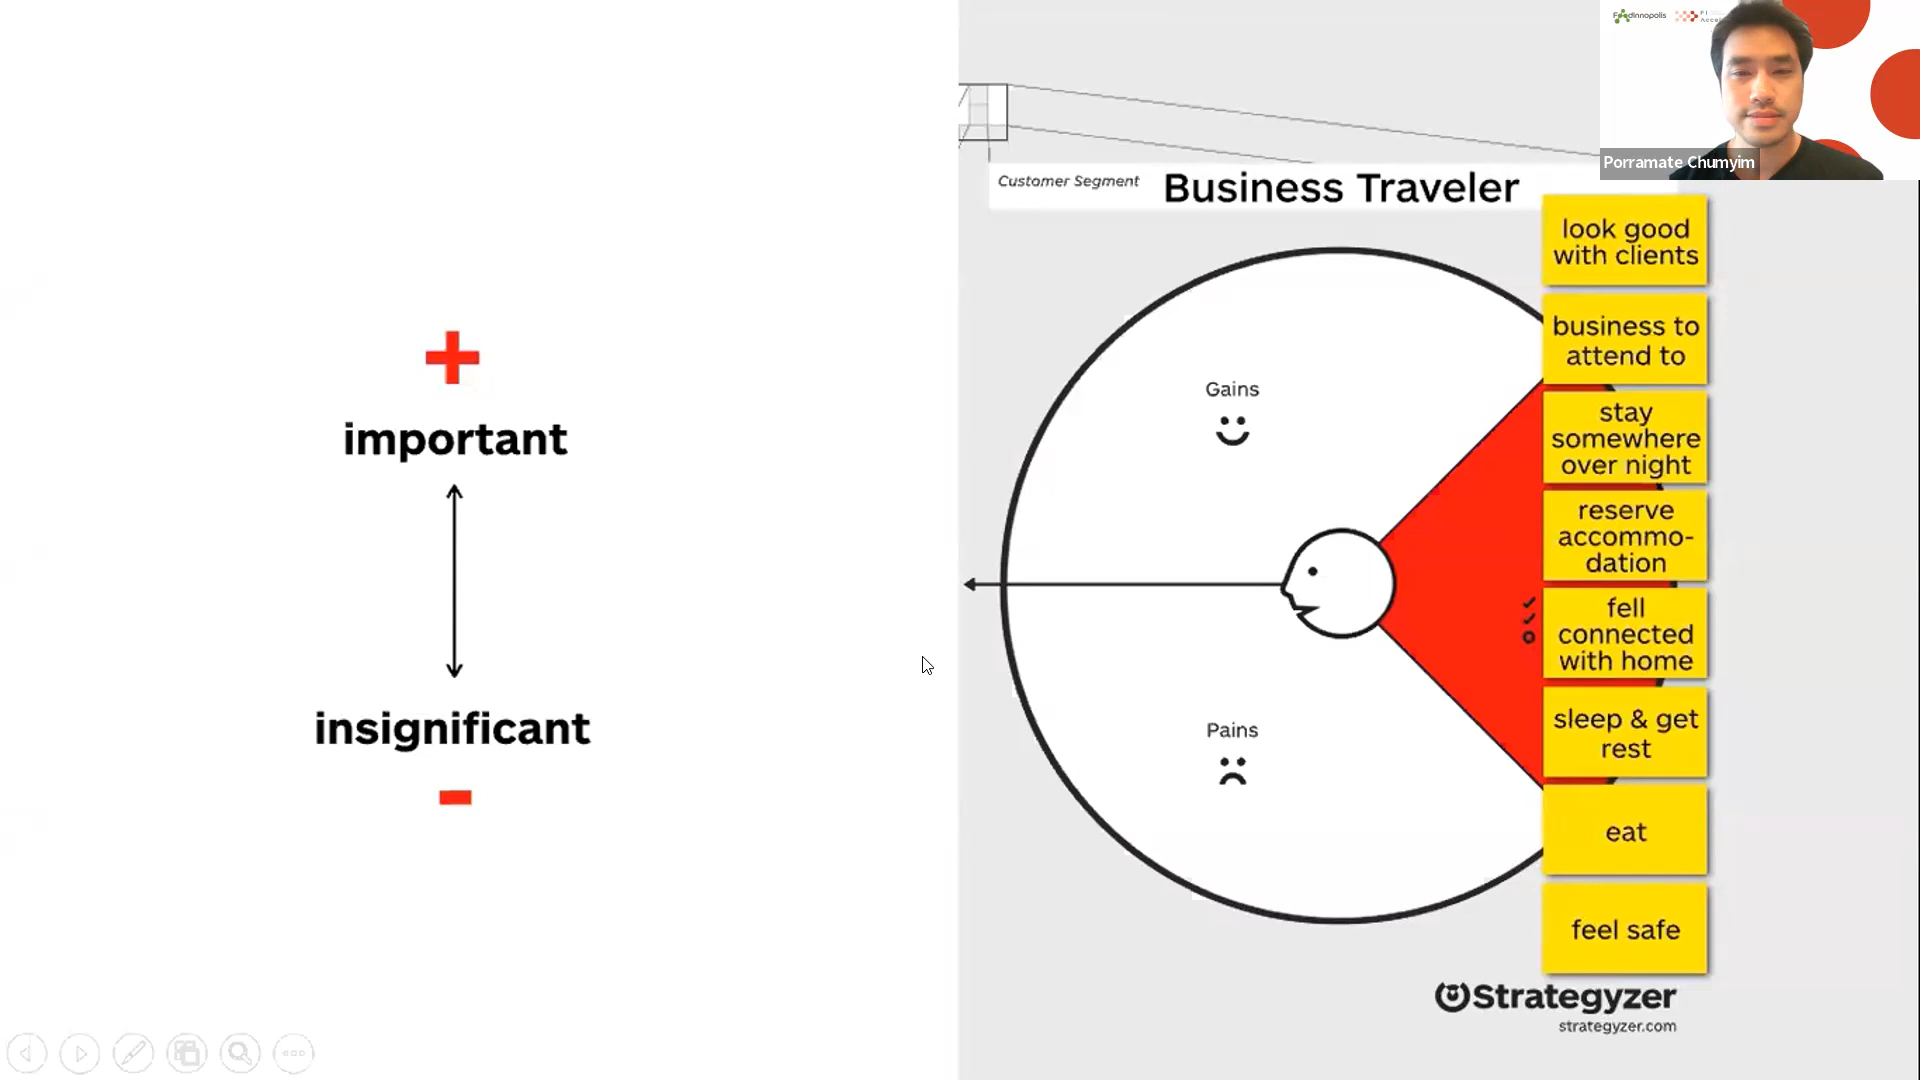 important
insignificant
Customer Segment
Business Traveler
Gains
Pains
look good
with clients
business to
attend to
stay
somewhere
over night
reserve
accommo-
dation
fell
connected
with home
sleep & get
rest
eat
feel safe
Strategyzer
strategyzer.com
FoodInnopolis
Porramate Chumyim